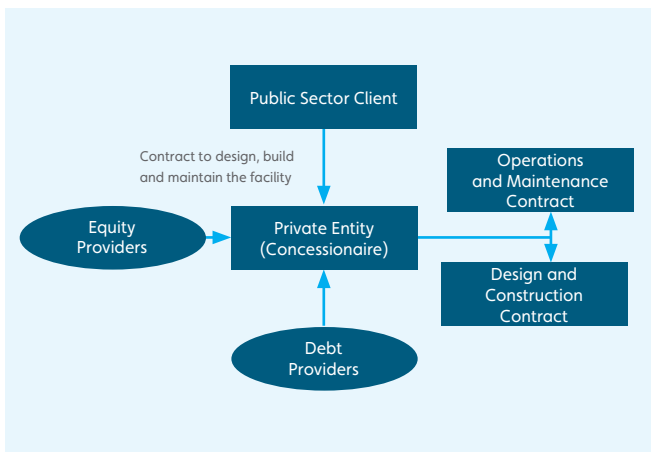 Public Sector Client
Contract to design, build
and maintain the facility
Operations
and Maintenance
Contract
Equity
Providers
Private Entity
(Concessionaire)
Design and
Construction
Contract
Debt
Providers